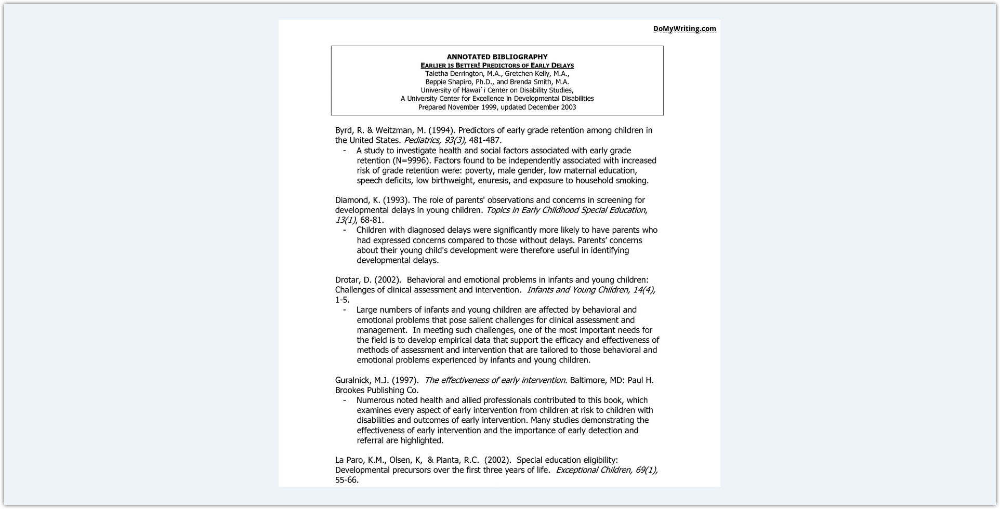 DoMyWriting.com
ANNOTATED BIBLIOGRAPHY
EARLIER IS BETTER! PREDICTORS OF EARLY DELAYS
Taletha Derrington, M.A., Gretchen Kelly, M.A.,
Beppie Shapiro, Ph.D., and Brenda Smith, M.A.
University of Hawai`i Center on Disability Studies,
A University Center for Excellence in Developmental Disabilities
Prepared November 1999, updated December 2003
Byrd, R. & Weitzman, M. (1994). Predictors of early grade retention among children in
the United States. Pediatrics, 93(3), 481-487.
- A study to investigate health and social factors associated with early grade
retention (N=9996). Factors found to be independently associated with increased
risk of grade retention were: poverty, male gender, low maternal education,
speech deficits, low birthweight, enuresis, and exposure to household smoking.
Diamond, K. (1993). The role of parents' observations and concerns in screening for
developmental delays in young children. Topics in Early Childhood Special Education,
13(1), 68-81.
- Children with diagnosed delays were significantly more likely to have parents who
had expressed concerns compared to those without delays. Parents’ concerns
about their young child's development were therefore useful in identifying
developmental delays.
Drotar, D. (2002).  Behavioral and emotional problems in infants and young children:
Challenges of clinical assessment and intervention.  Infants and Young Children, 14(4),
1-5.
- Large numbers of infants and young children are affected by behavioral and
emotional problems that pose salient challenges for clinical assessment and
management.  In meeting such challenges, one of the most important needs for
the field is to develop empirical data that support the efficacy and effectiveness of
methods of assessment and intervention that are tailored to those behavioral and
emotional problems experienced by infants and young children.
Guralnick, M.J. (1997).  The effectiveness of early intervention. Baltimore, MD: Paul H.
Brookes Publishing Co.
- Numerous noted health and allied professionals contributed to this book, which
examines every aspect of early intervention from children at risk to children with
disabilities and outcomes of early intervention. Many studies demonstrating the
effectiveness of early intervention and the importance of early detection and
referral are highlighted.
La Paro, K.M., Olsen, K,  & Pianta, R.C.  (2002).  Special education eligibility:
Developmental precursors over the first three years of life.  Exceptional Children, 69(1),
55-66.